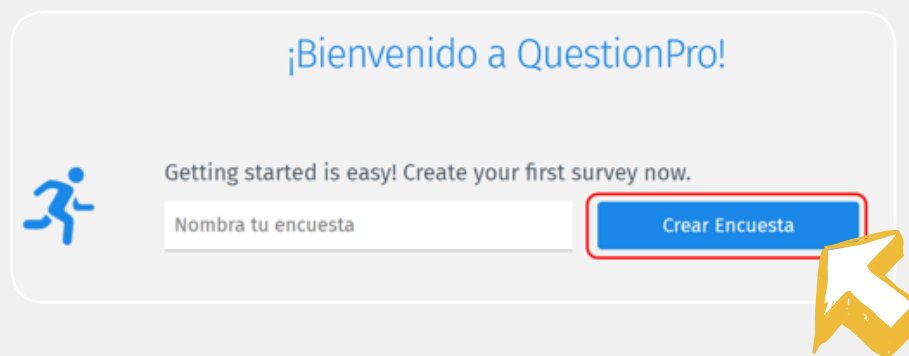 ¡Bienvenido a QuestionPro!
Getting started is easy! Create your first survey now.
Nombra tu encuesta
Crear Encuesta